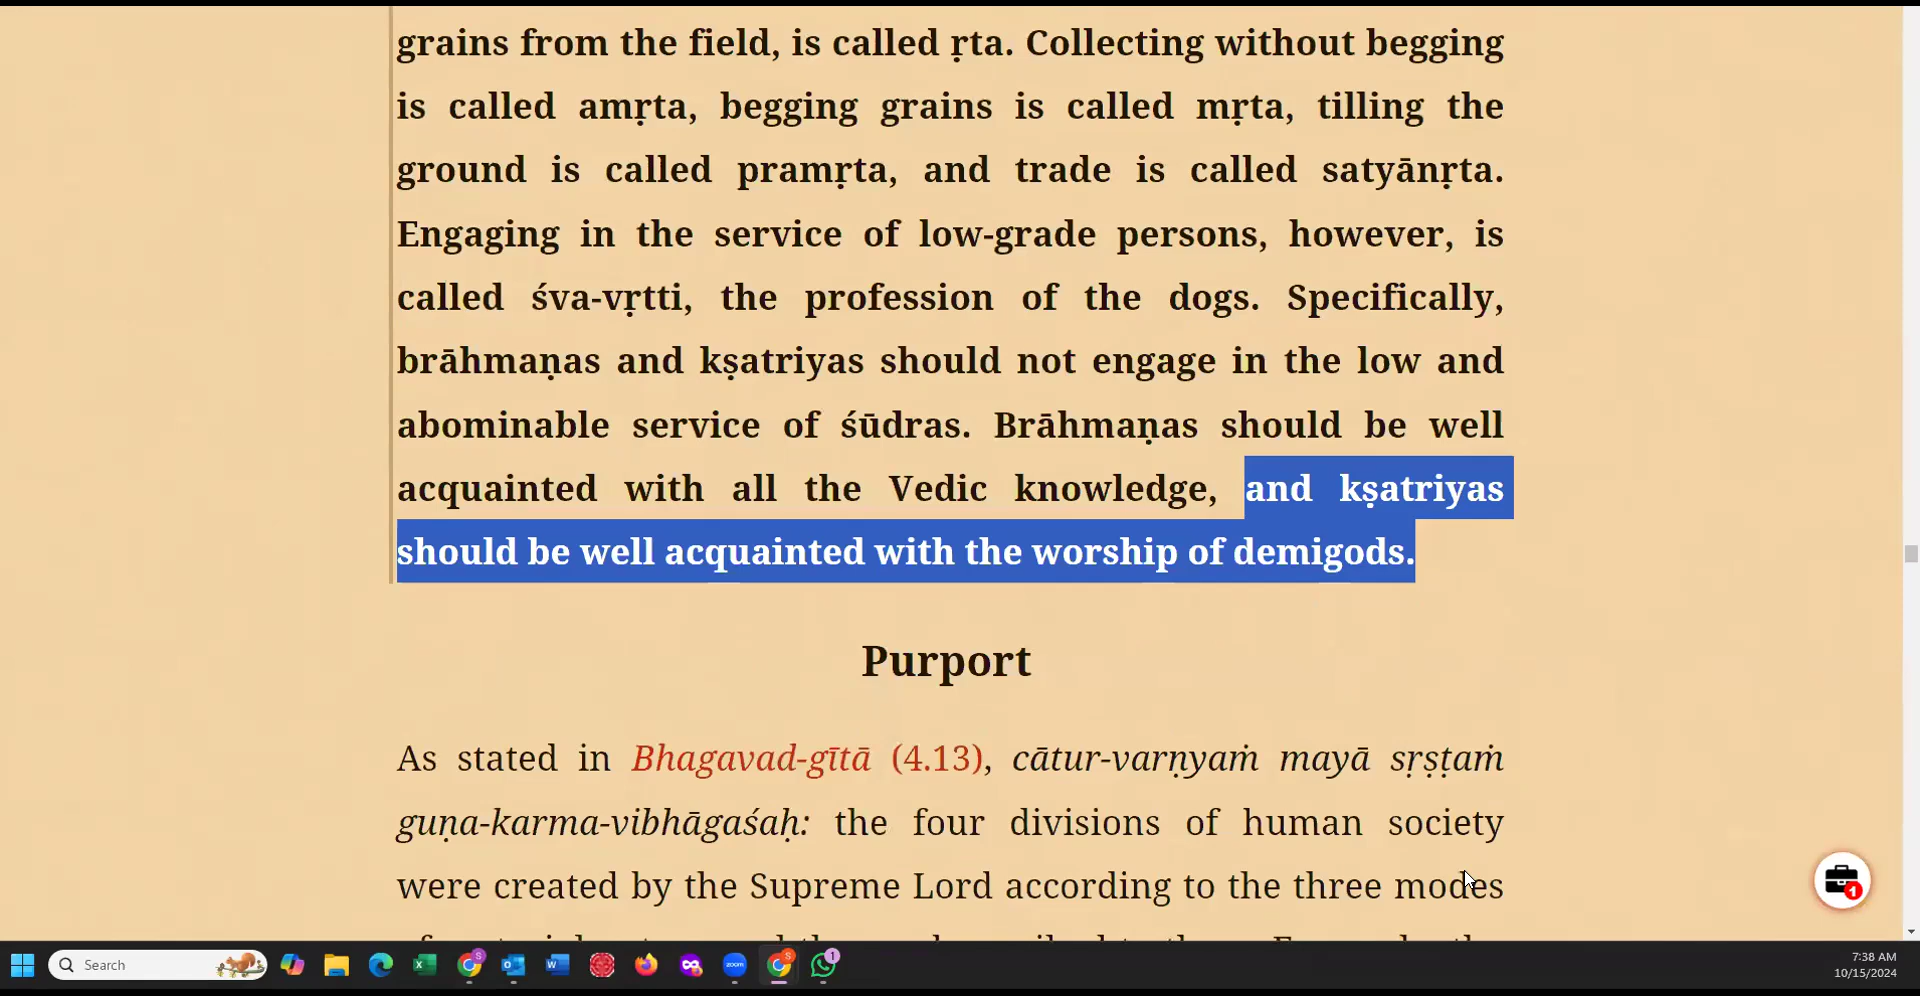 grains from the field, is called ṛta. Collecting without begging
is called amṛta, begging grains is called mṛta, tilling the
ground is called pramṛta, and trade is called satyānṛta.
Engaging in the service of low-grade persons, however, is
called śva-vṛtti, the profession of the dogs. Specifically,
brāhmaṇas and kṣatriyas should not engage in the low and
abominable service of śūdras. Brāhmaṇas should be well
acquainted with all the Vedic knowledge, and kṣatriyas
should be well acquainted with the worship of demigods.
Purport
As stated in Bhagavad-gītā (4.13), cātur-varṇyaṁ mayā sṛṣṭaṁ
guṇa-karma-vibhāgaśaḥ: the four divisions of human society
were created by the Supreme Lord according to the three modes
1
Search
S
zoom
S
1
7:38 AM
10/15/2024